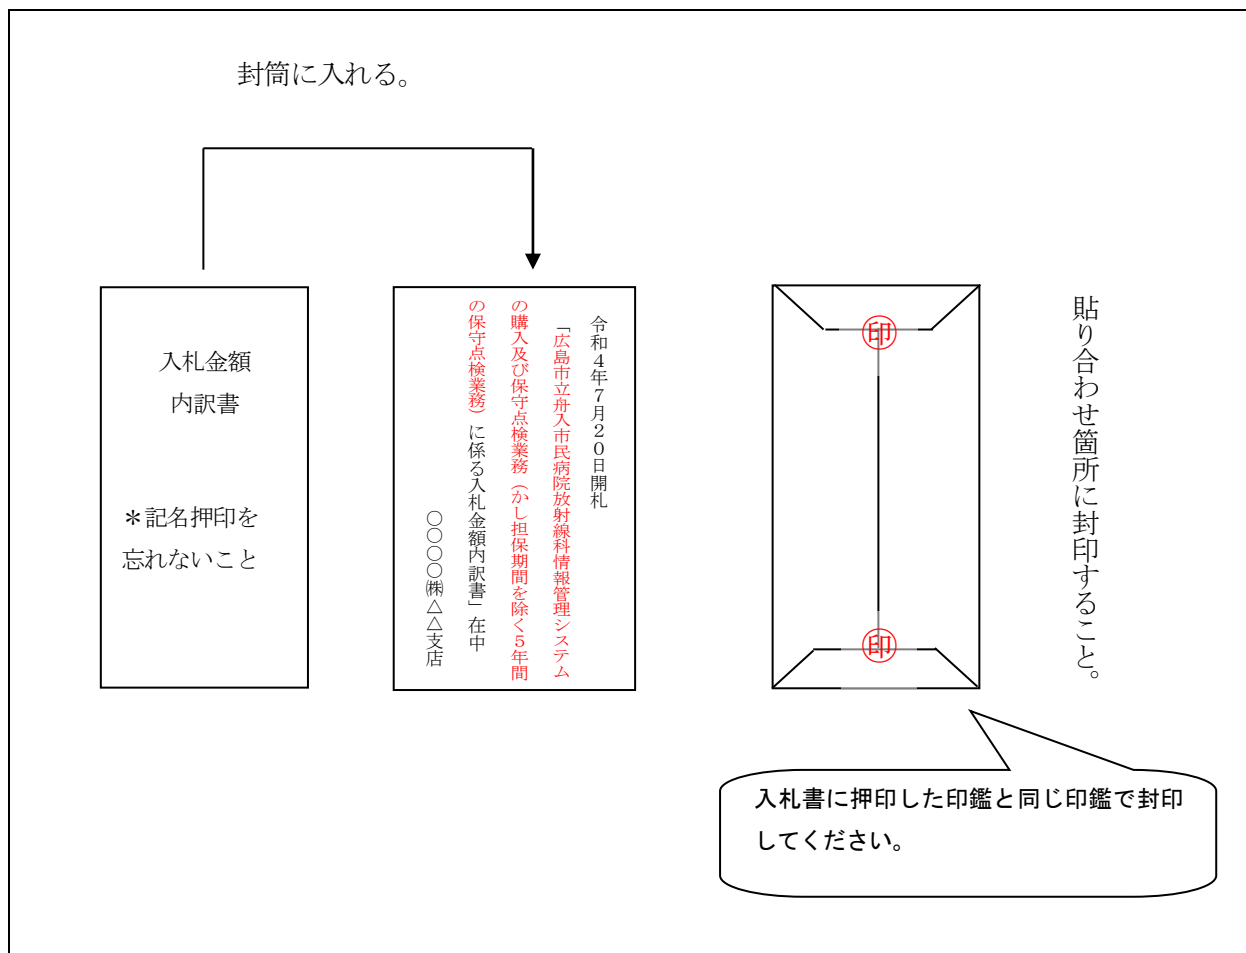 封筒に入れる。
入札金額
内訳書
＊記名押印を
忘れないこと
令和４年７月２０日開札
「広島市立舟入市民病院放射線科情報管理システム
の購入及び保守点検業務（かし担保期間を除く５年間
の保守点検業務）に係る入札金額内訳書」在中
〇〇〇〇㈱△△支店
印
印
貼り合わせ箇所に封印すること。
入札書に押印した印鑑と同じ印鑑で封印
してください。